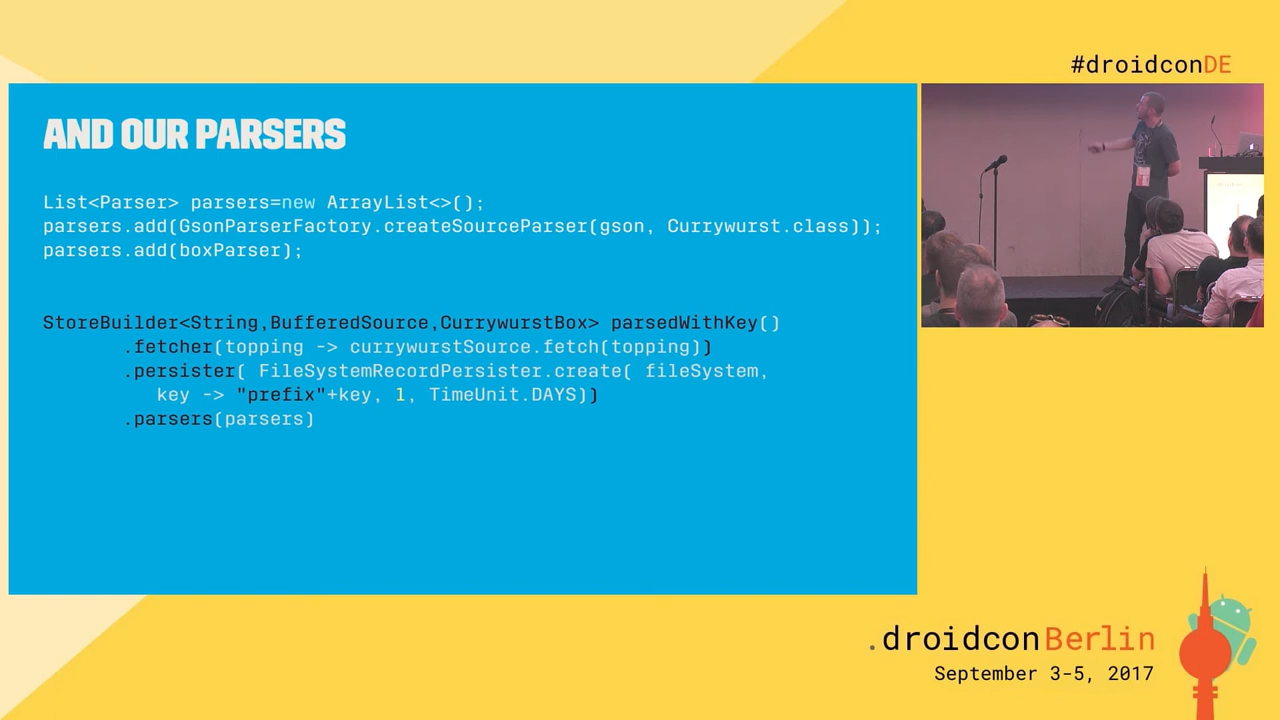 #droidconDE
AND OUR PARSERS
List<Parser> parsers=new ArrayList<>();
parsers.add(GsonParserFactory.createSourceParser(gson, Currywurst.class));
parsers.add(boxParser);
StoreBuilder<String,BufferedSource,CurrywurstBox> parsedWithKey()
.fetcher(topping -> currywurstSource.fetch(topping))
.persister( FileSystemRecordPersister.create( fileSystem,
key -> "prefix"+key, 1, TimeUnit.DAYS))
.parsers(parsers)
.droidconBerlin
September 3-5, 2017